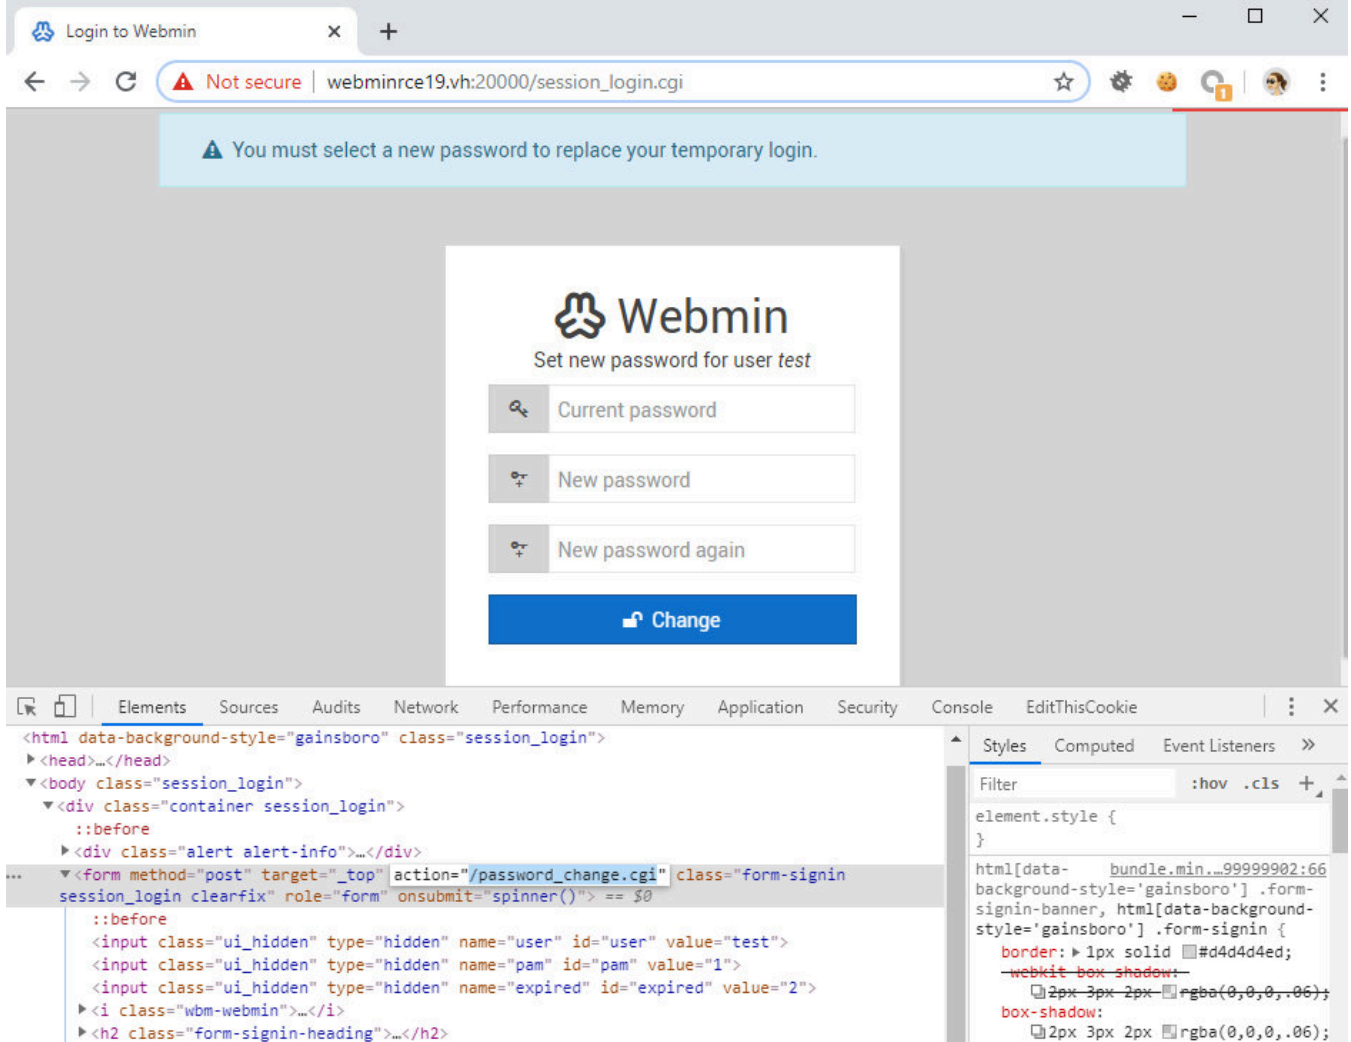 Login to Webmin
Not secure | webminrce19.vh:20000/session_login.cgi
1
You must select a new password to replace your temporary login.
Webmin
Set new password for user test
Current password
New password
New password again
Change
Elements Sources Audits Network Performance Memory Application Security Console EditThisCookie
<html data-background-style="gainsboro" class="session_login">
<head>…</head>
<body class="session_login">
<div class="container session_login">
::before
<div class="alert alert-info">…</div>
<form method="post" target="_top" action="/password_change.cgi" class="form-signin
session_login clearfix" role="form" onsubmit="spinner()"> == $0
::before
<input class="ui_hidden" type="hidden" name="user" id="user" value="test">
<input class="ui_hidden" type="hidden" name="pam" id="pam" value="1">
<input class="ui_hidden" type="hidden" name="expired" id="expired" value="2">
<i class="wbm-webmin">…</i>
<h2 class="form-signin-heading">…</h2>
Styles Computed Event Listeners »
Filter :hov .cls +
element.style {
}
html[data- bundle.min.…99999902:66
background-style='gainsboro'] .form-
signin-banner, html[data-background-
style='gainsboro'] .form-signin {
border: 1px solid #d4d4d4ed;
-webkit-box-shadow:
2px 3px 2px rgba(0,0,0,.06);
box-shadow:
2px 3px 2px rgba(0,0,0,.06);